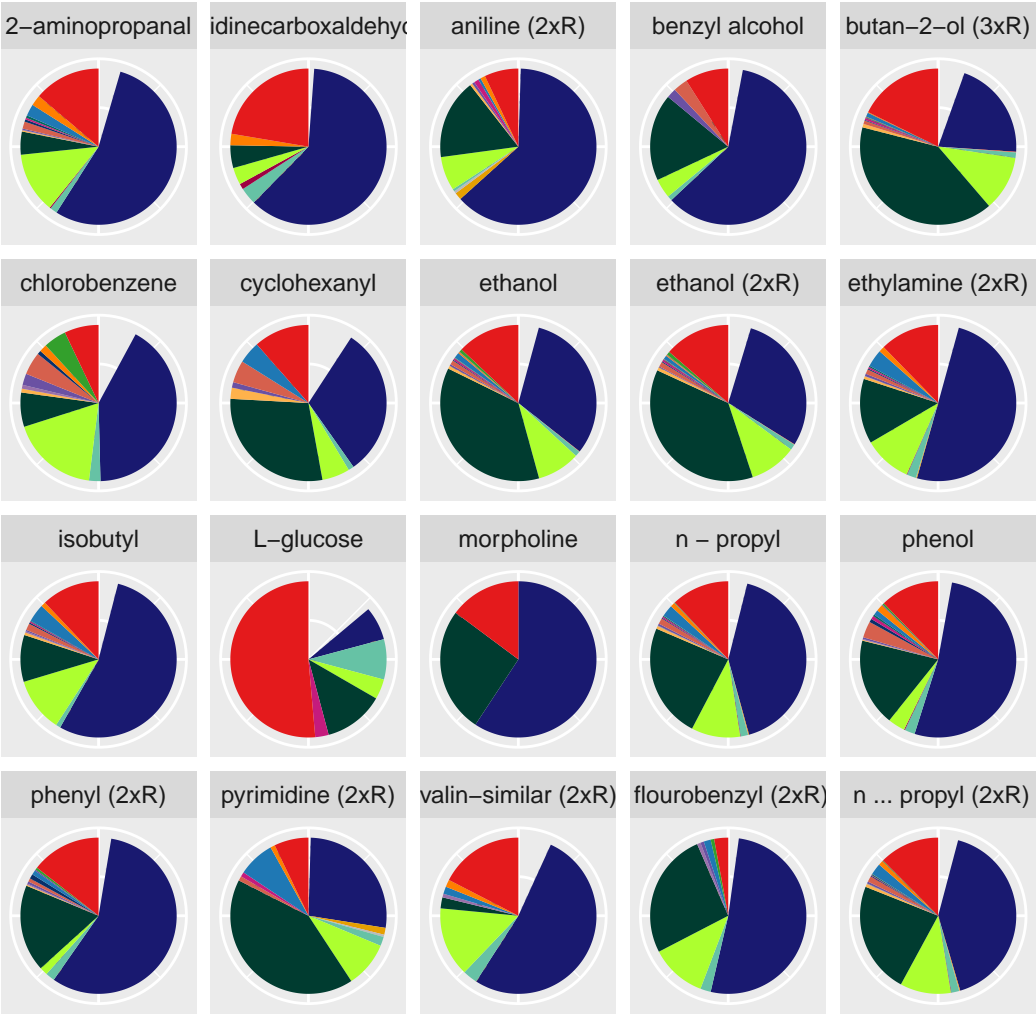 2−aminopropanal
idinecarboxaldehyd
aniline (2xR)
benzyl alcohol
butan−2−ol (3xR)
chlorobenzene
cyclohexanyl
ethanol
ethanol (2xR)
ethylamine (2xR)
isobutyl
L−glucose
morpholine
n − propyl
phenol
phenyl (2xR)
pyrimidine (2xR)
valin−similar (2xR)
flourobenzyl (2xR)
n ... propyl (2xR)